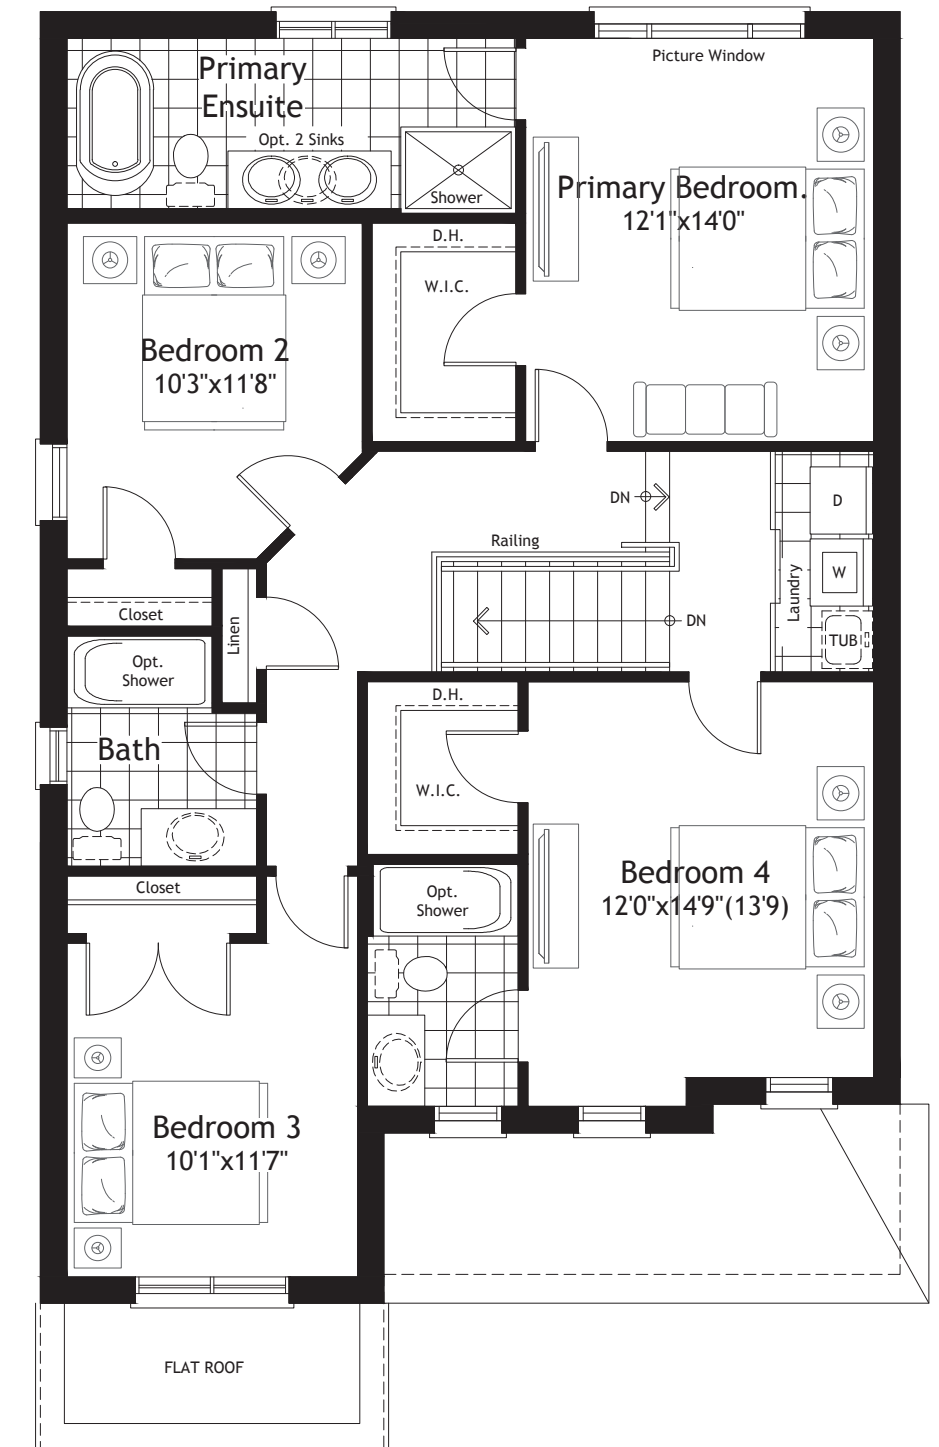 Picture Window
Primary
Ensuite
Opt. 2 Sinks
Shower
Primary Bedroom.
12'1"x14'0"
D.H.
W.I.C.
Bedroom 2
10'3"x11'8"
DN
D
Railing
W
Laundry
Closet
Linen
DN
TUB
Opt.
Shower
D.H.
Bath
W.I.C.
Bedroom 4
12'0"x14'9"(13'9)
Closet
Opt.
Shower
Bedroom 3
10'1"x11'7"
FLAT ROOF